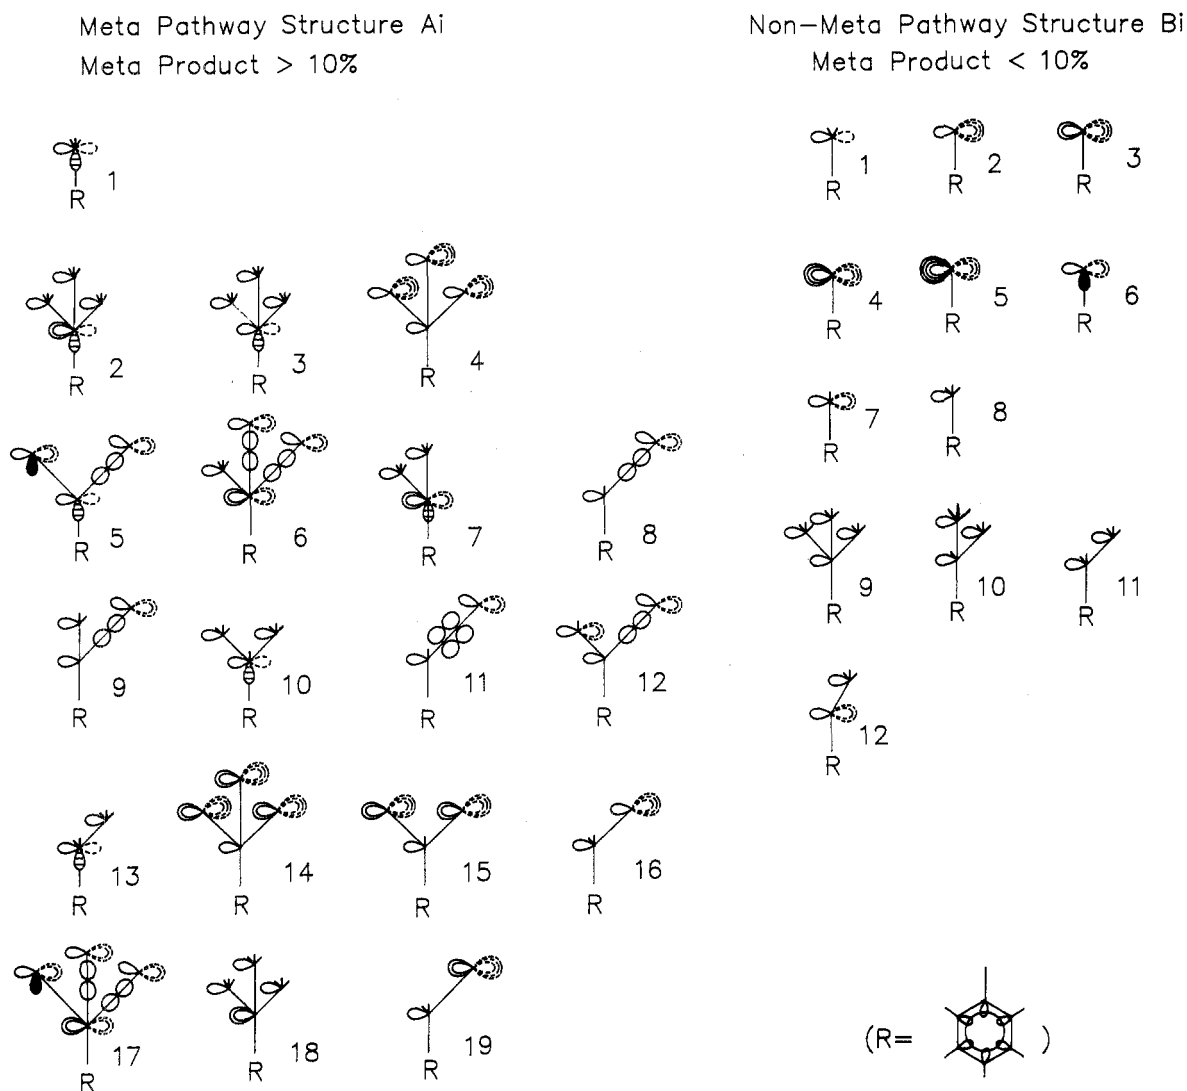 Meta Pathway Structure Ai
Meta Product > 10%
Non-Meta Pathway Structure Bi
Meta Product < 10%
1
R
1
R
2
R
3
R
2
R
3
R
4
R
4
R
5
R
6
R
5
R
6
R
7
R
8
R
7
R
8
R
9
R
10
R
11
R
12
R
9
R
10
R
11
R
13
R
14
R
15
R
16
R
12
R
17
R
18
R
19
R
(R= )